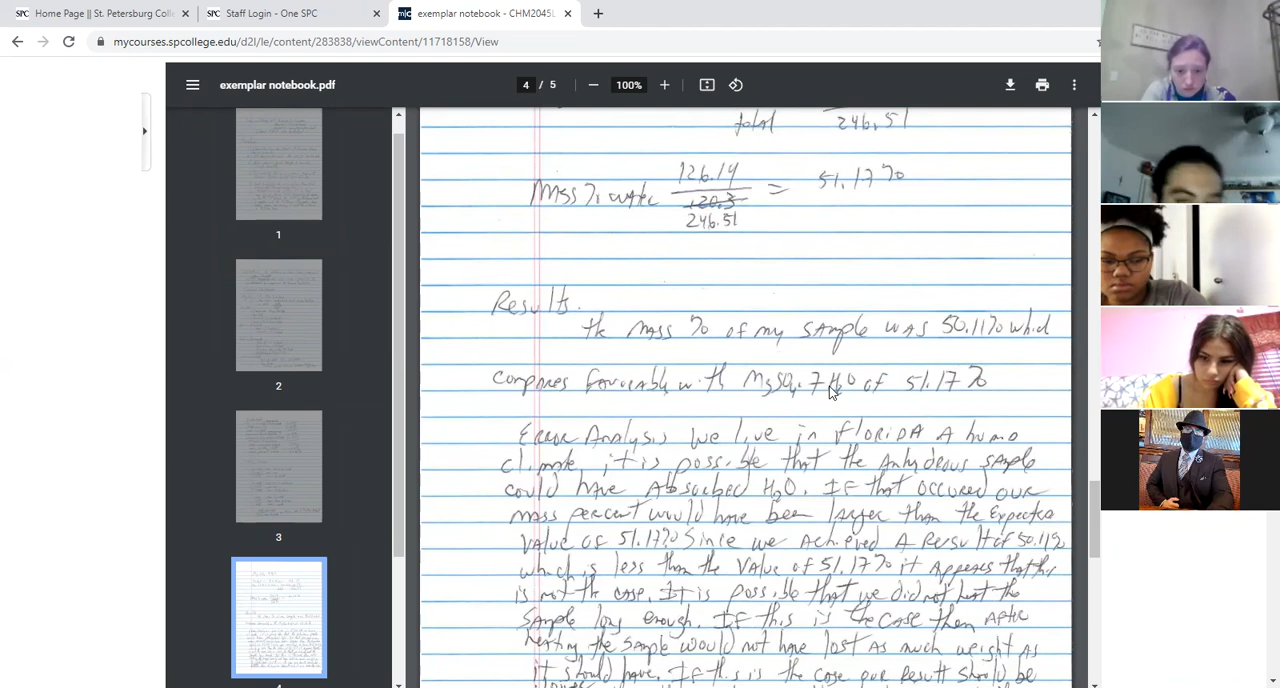 Home Page || St. Petersburg Coll
Staff Login - One SPC
exemplar notebook - CHM2045L
mycourses.spcollege.edu/d2l/le/content/283838/viewContent/11718158/View
exemplar notebook.pdf
4 / 5
100%
1
2
3
total 246.51
Mass % water 126.14 = 51.17%
120.3
246.51
Results.
the mass % of my sample was 50.11% which
compares favorably with MgSO4 7H2O of 51.17%
Error Analysis we live in FLORIDA A humid
climate, it is possible that the Anhydrous sample
could have Absorbed H2O. IF that occured our
mass percent would have been larger than the Expected
value of 51.17% Since we Achieved A Result of 50.11%
which is less than the VALUE of 51.17% it Appears that this
is not the case. It is possible that we did not heat the
Sample long enough. IF this is the case then After
the sample would not have lost as much weight as
it should have. If this is the case our result should be